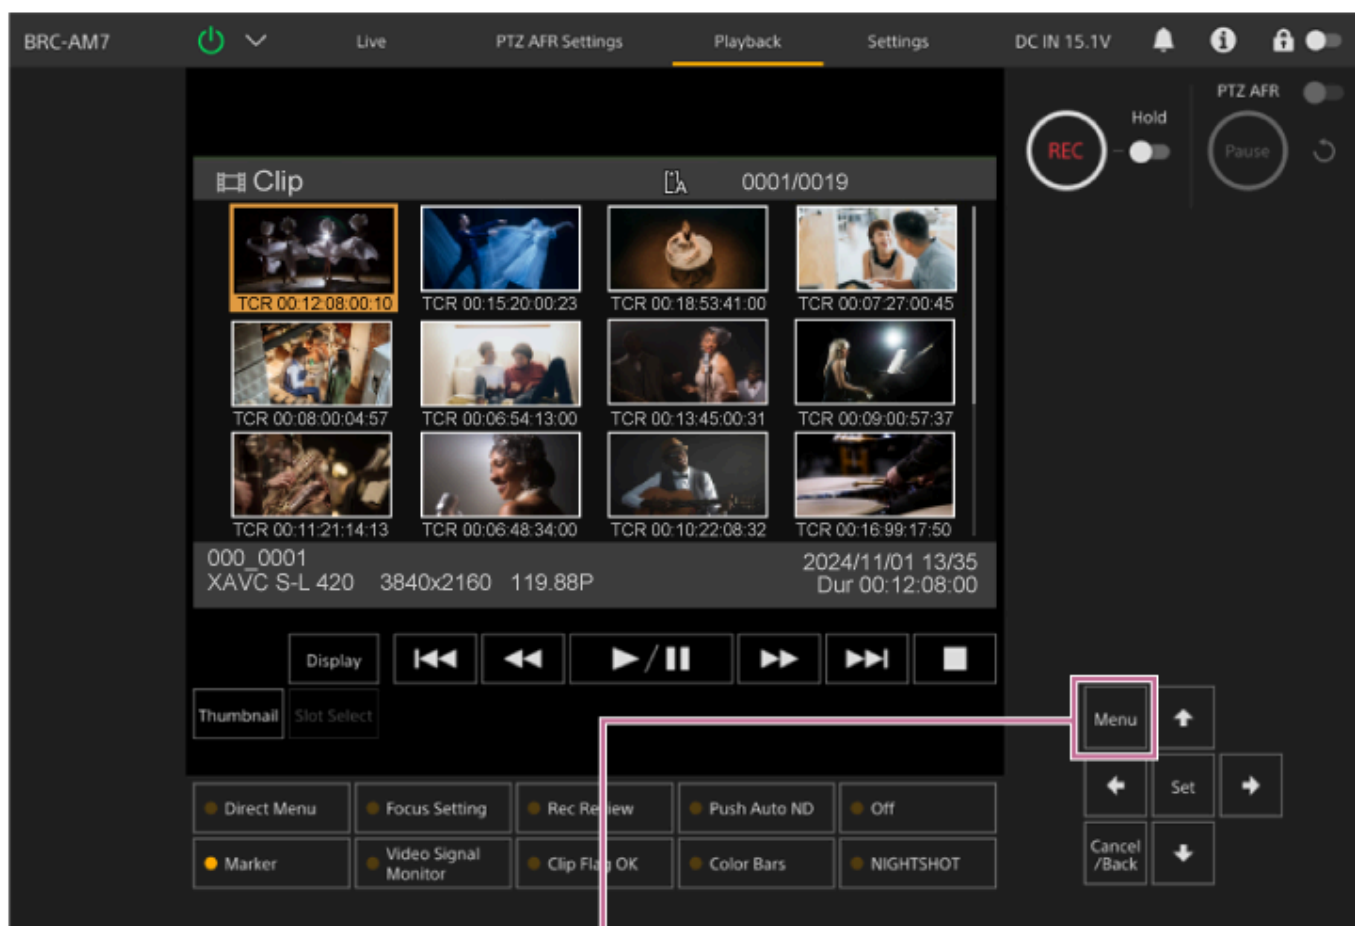 BRC-AM7 Live PTZ AFR Settings Playback Settings DC IN 15.1V
PTZ AFR
Hold
REC Pause
Clip A 0001/0019
TCR 00:12:08:00:10 TCR 00:15:20:00:23 TCR 00:18:53:41:00 TCR 00:07:27:00:45
TCR 00:08:00:04:57 TCR 00:06:54:13:00 TCR 00:13:45:00:31 TCR 00:09:00:57:37
TCR 00:11:21:14:13 TCR 00:06:48:34:00 TCR 00:10:22:08:32 TCR 00:16:99:17:50
000_0001 2024/11/01 13/35
XAVC S-L 420 3840x2160 119.88P Dur 00:12:08:00
Display
Thumbnail Slot Select
Menu
Set
Cancel
/Back
Direct Menu Focus Setting Rec Review Push Auto ND Off
Marker Video Signal
Monitor Clip Flag OK Color Bars NIGHTSHOT